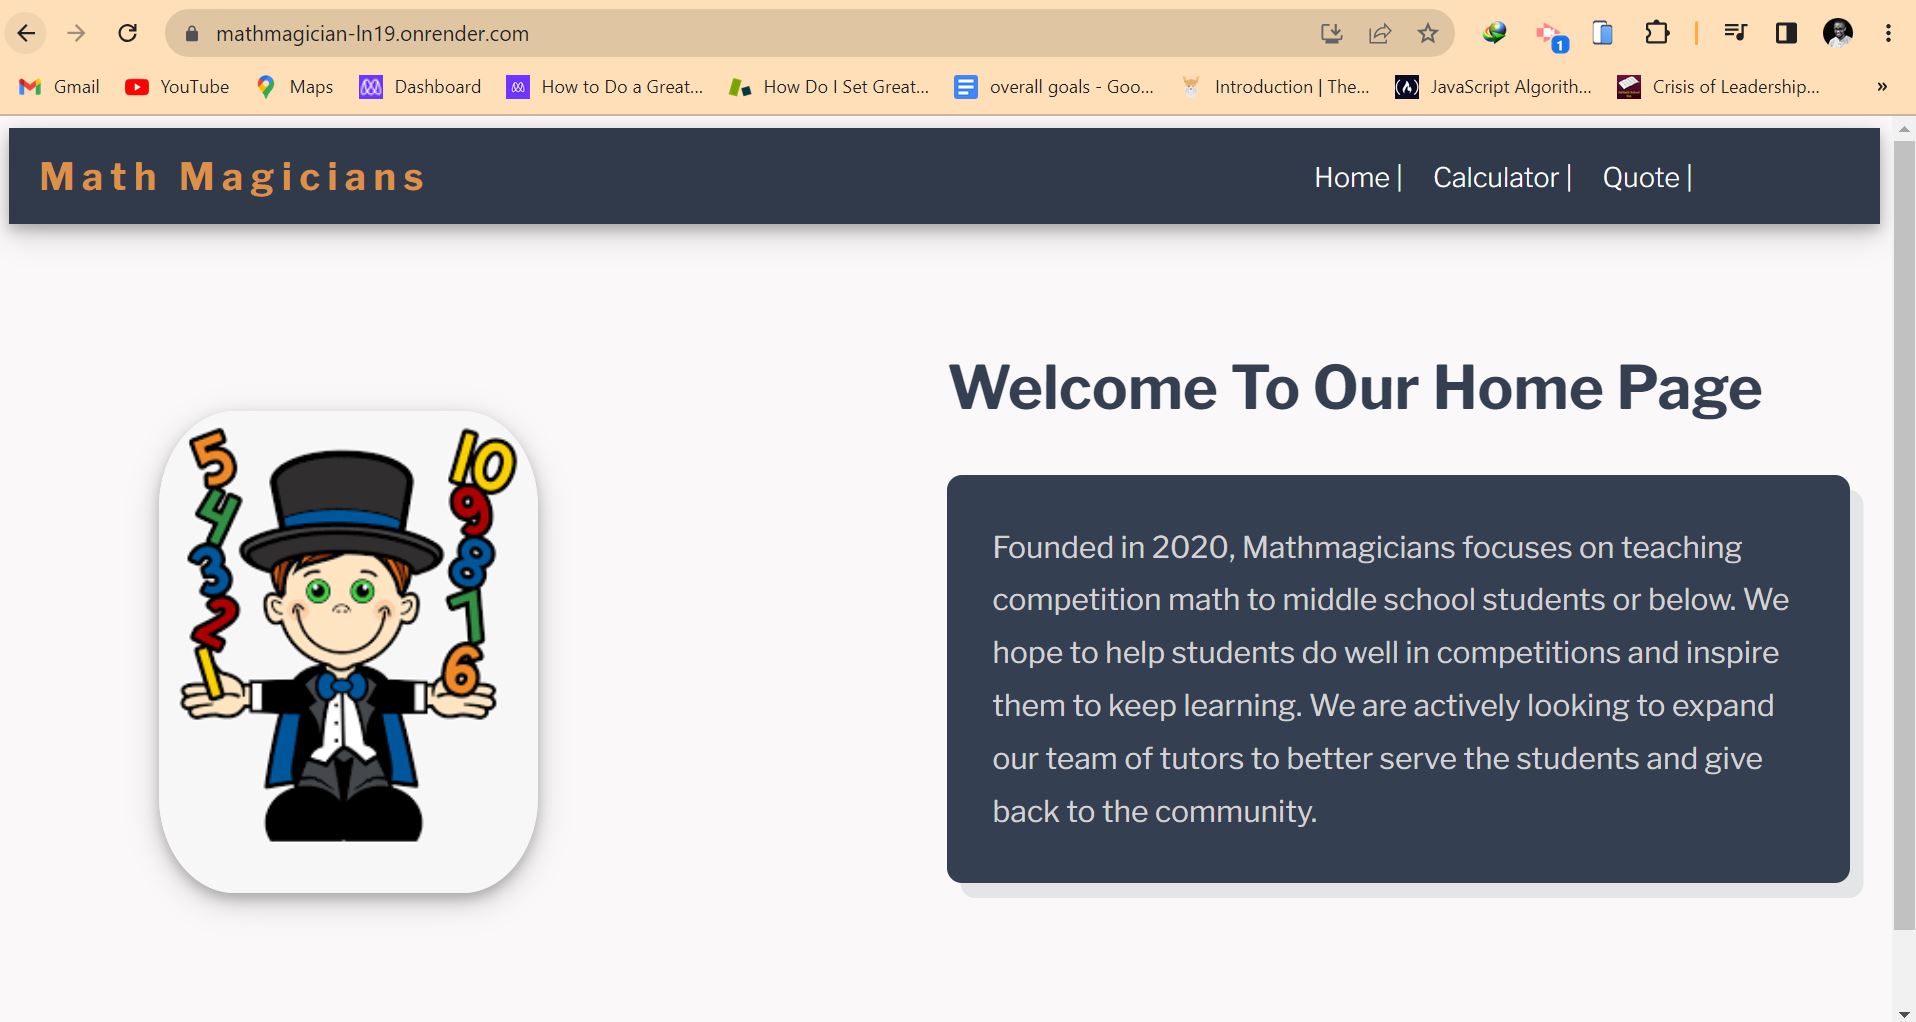 mathmagician-ln19.onrender.com
1
Gmail YouTube Maps Dashboard How to Do a Great... How Do I Set Great... overall goals - Goo... Introduction | The... JavaScript Algorith... Crisis of Leadership... »
Math Magicians
Home | Calculator | Quote |
Welcome To Our Home Page
5 10
4 9
3 8
2 7
1 6
Founded in 2020, Mathmagicians focuses on teaching
competition math to middle school students or below. We
hope to help students do well in competitions and inspire
them to keep learning. We are actively looking to expand
our team of tutors to better serve the students and give
back to the community.